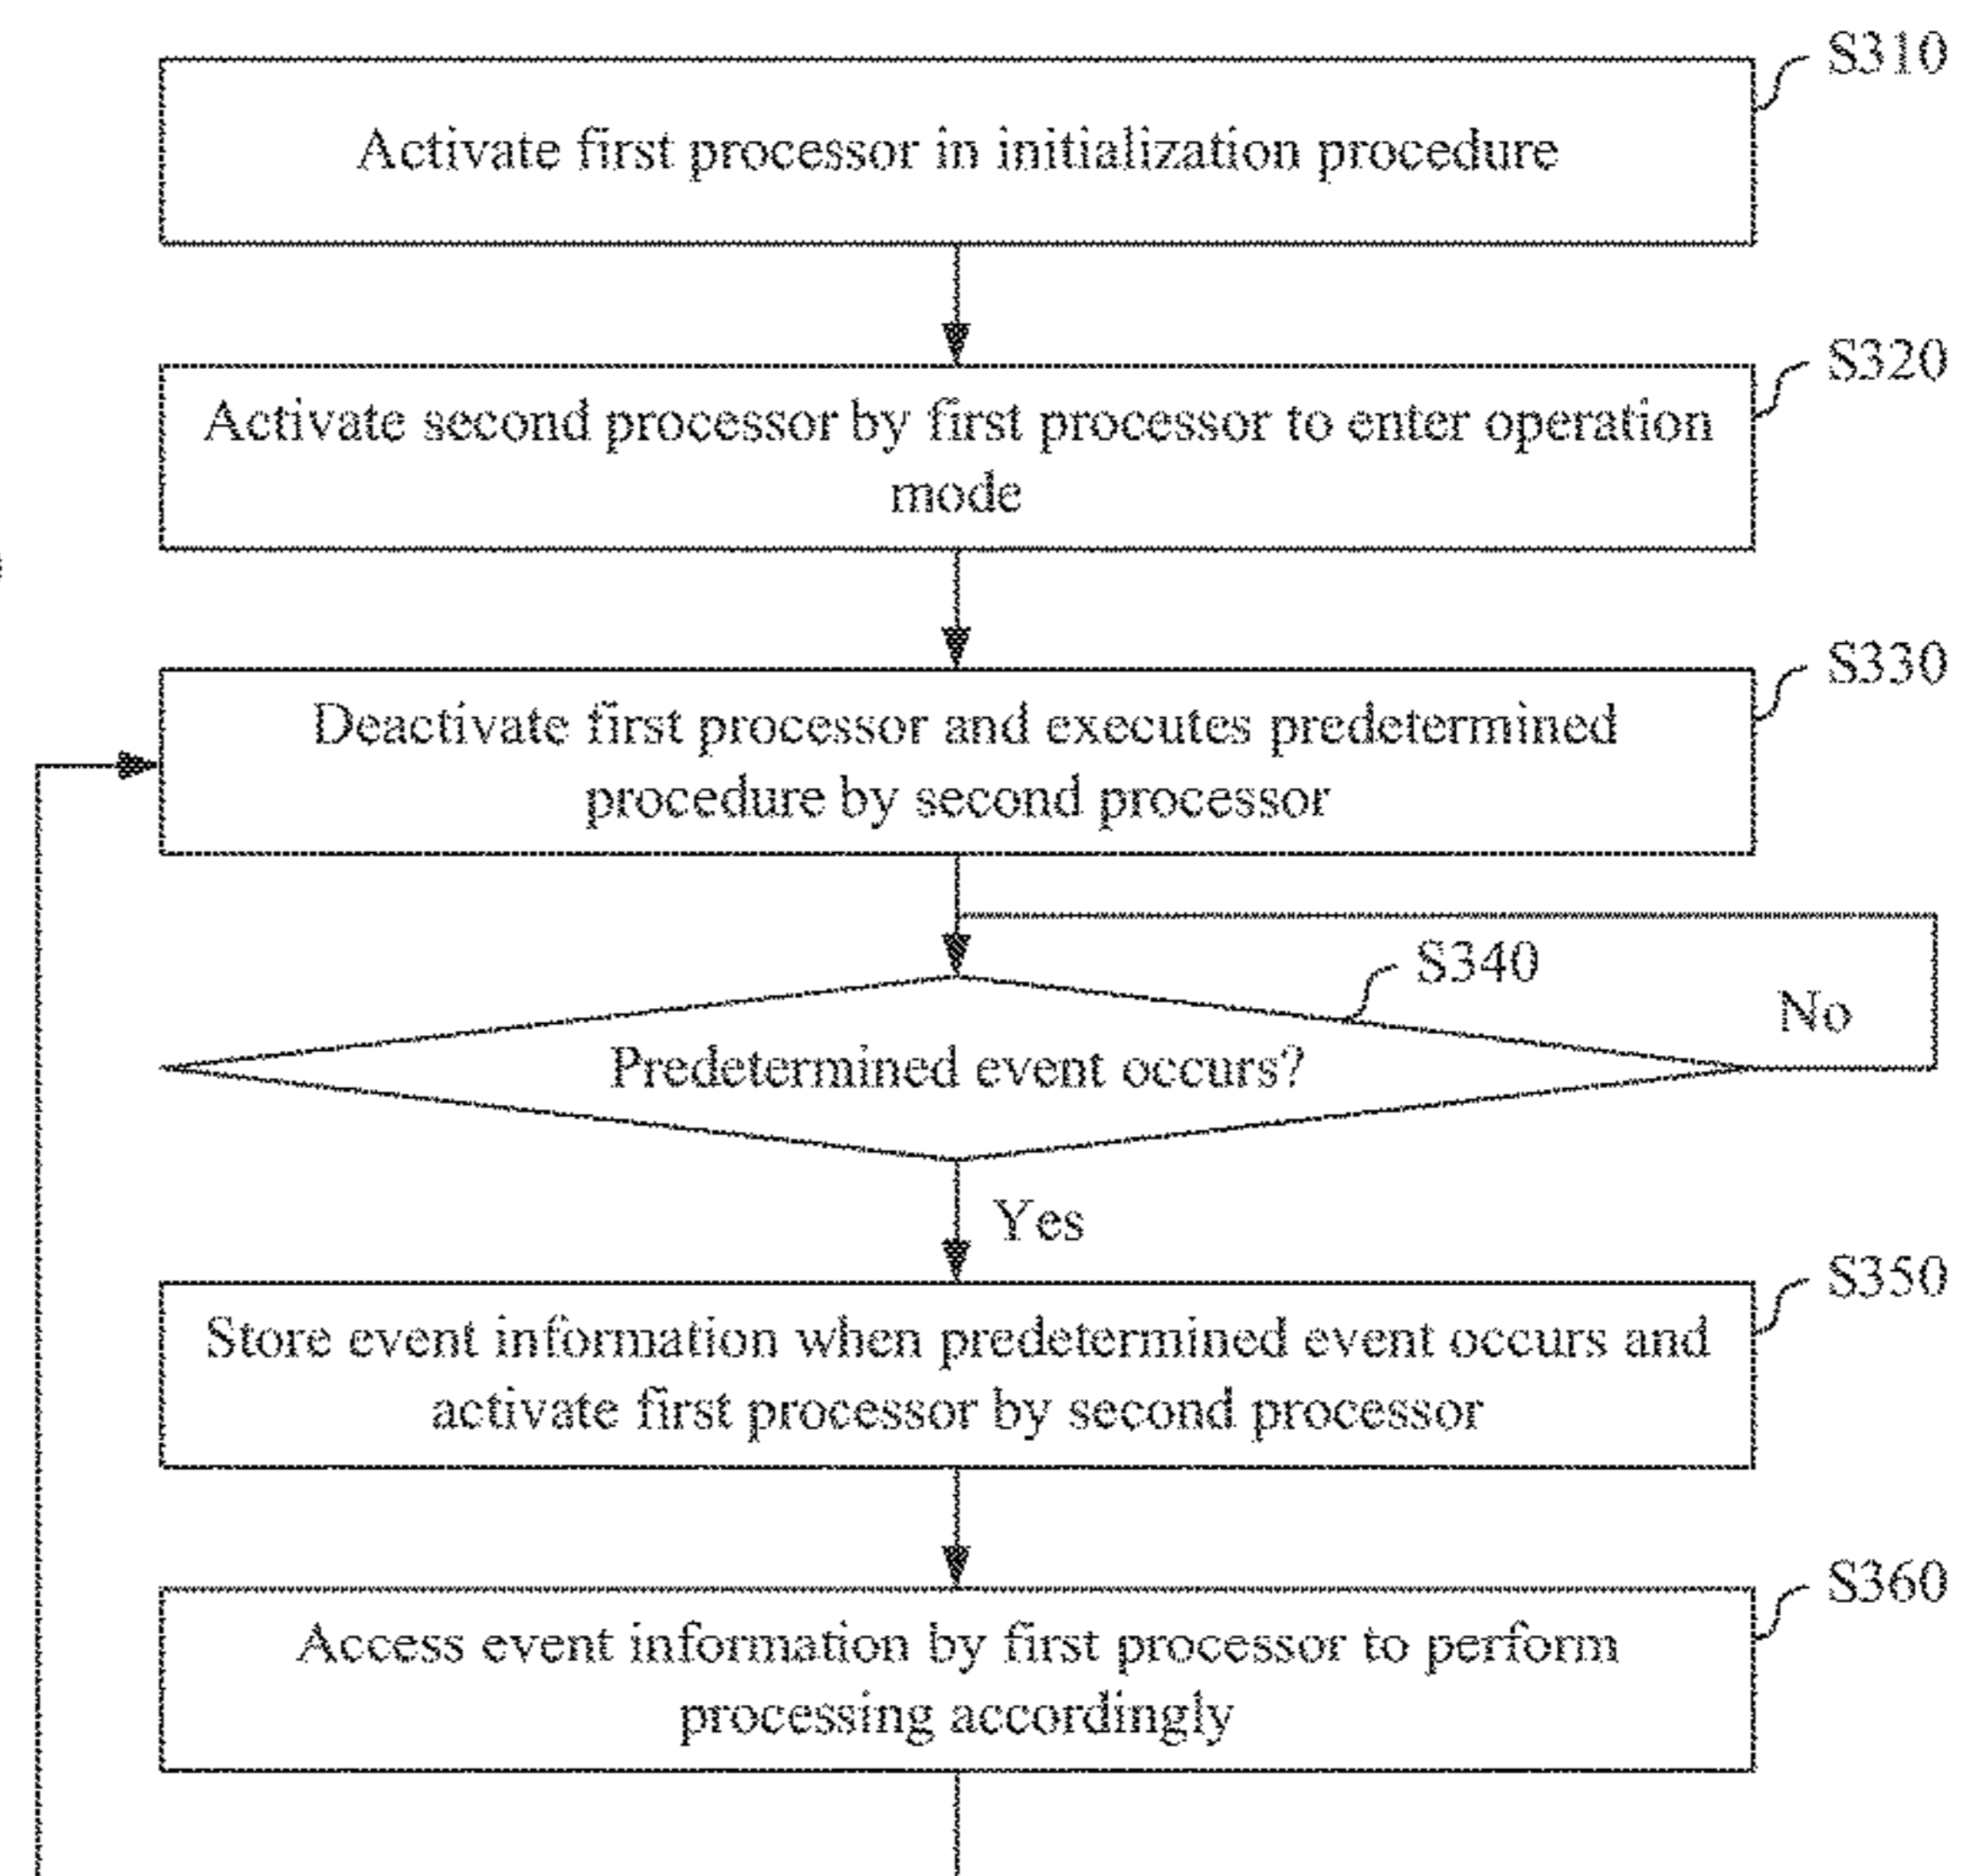 S310
Activate first processor in initialization procedure
S320
Activate second processor by first processor to enter operation
mode
S330
Deactivate first processor and executes predetermined
procedure by second processor
S340
No
Predetermined event occurs?
Yes
S350
Store event information when predetermined event occurs and
activate first processor by second processor
S360
Access event information by first processor to perform
processing accordingly